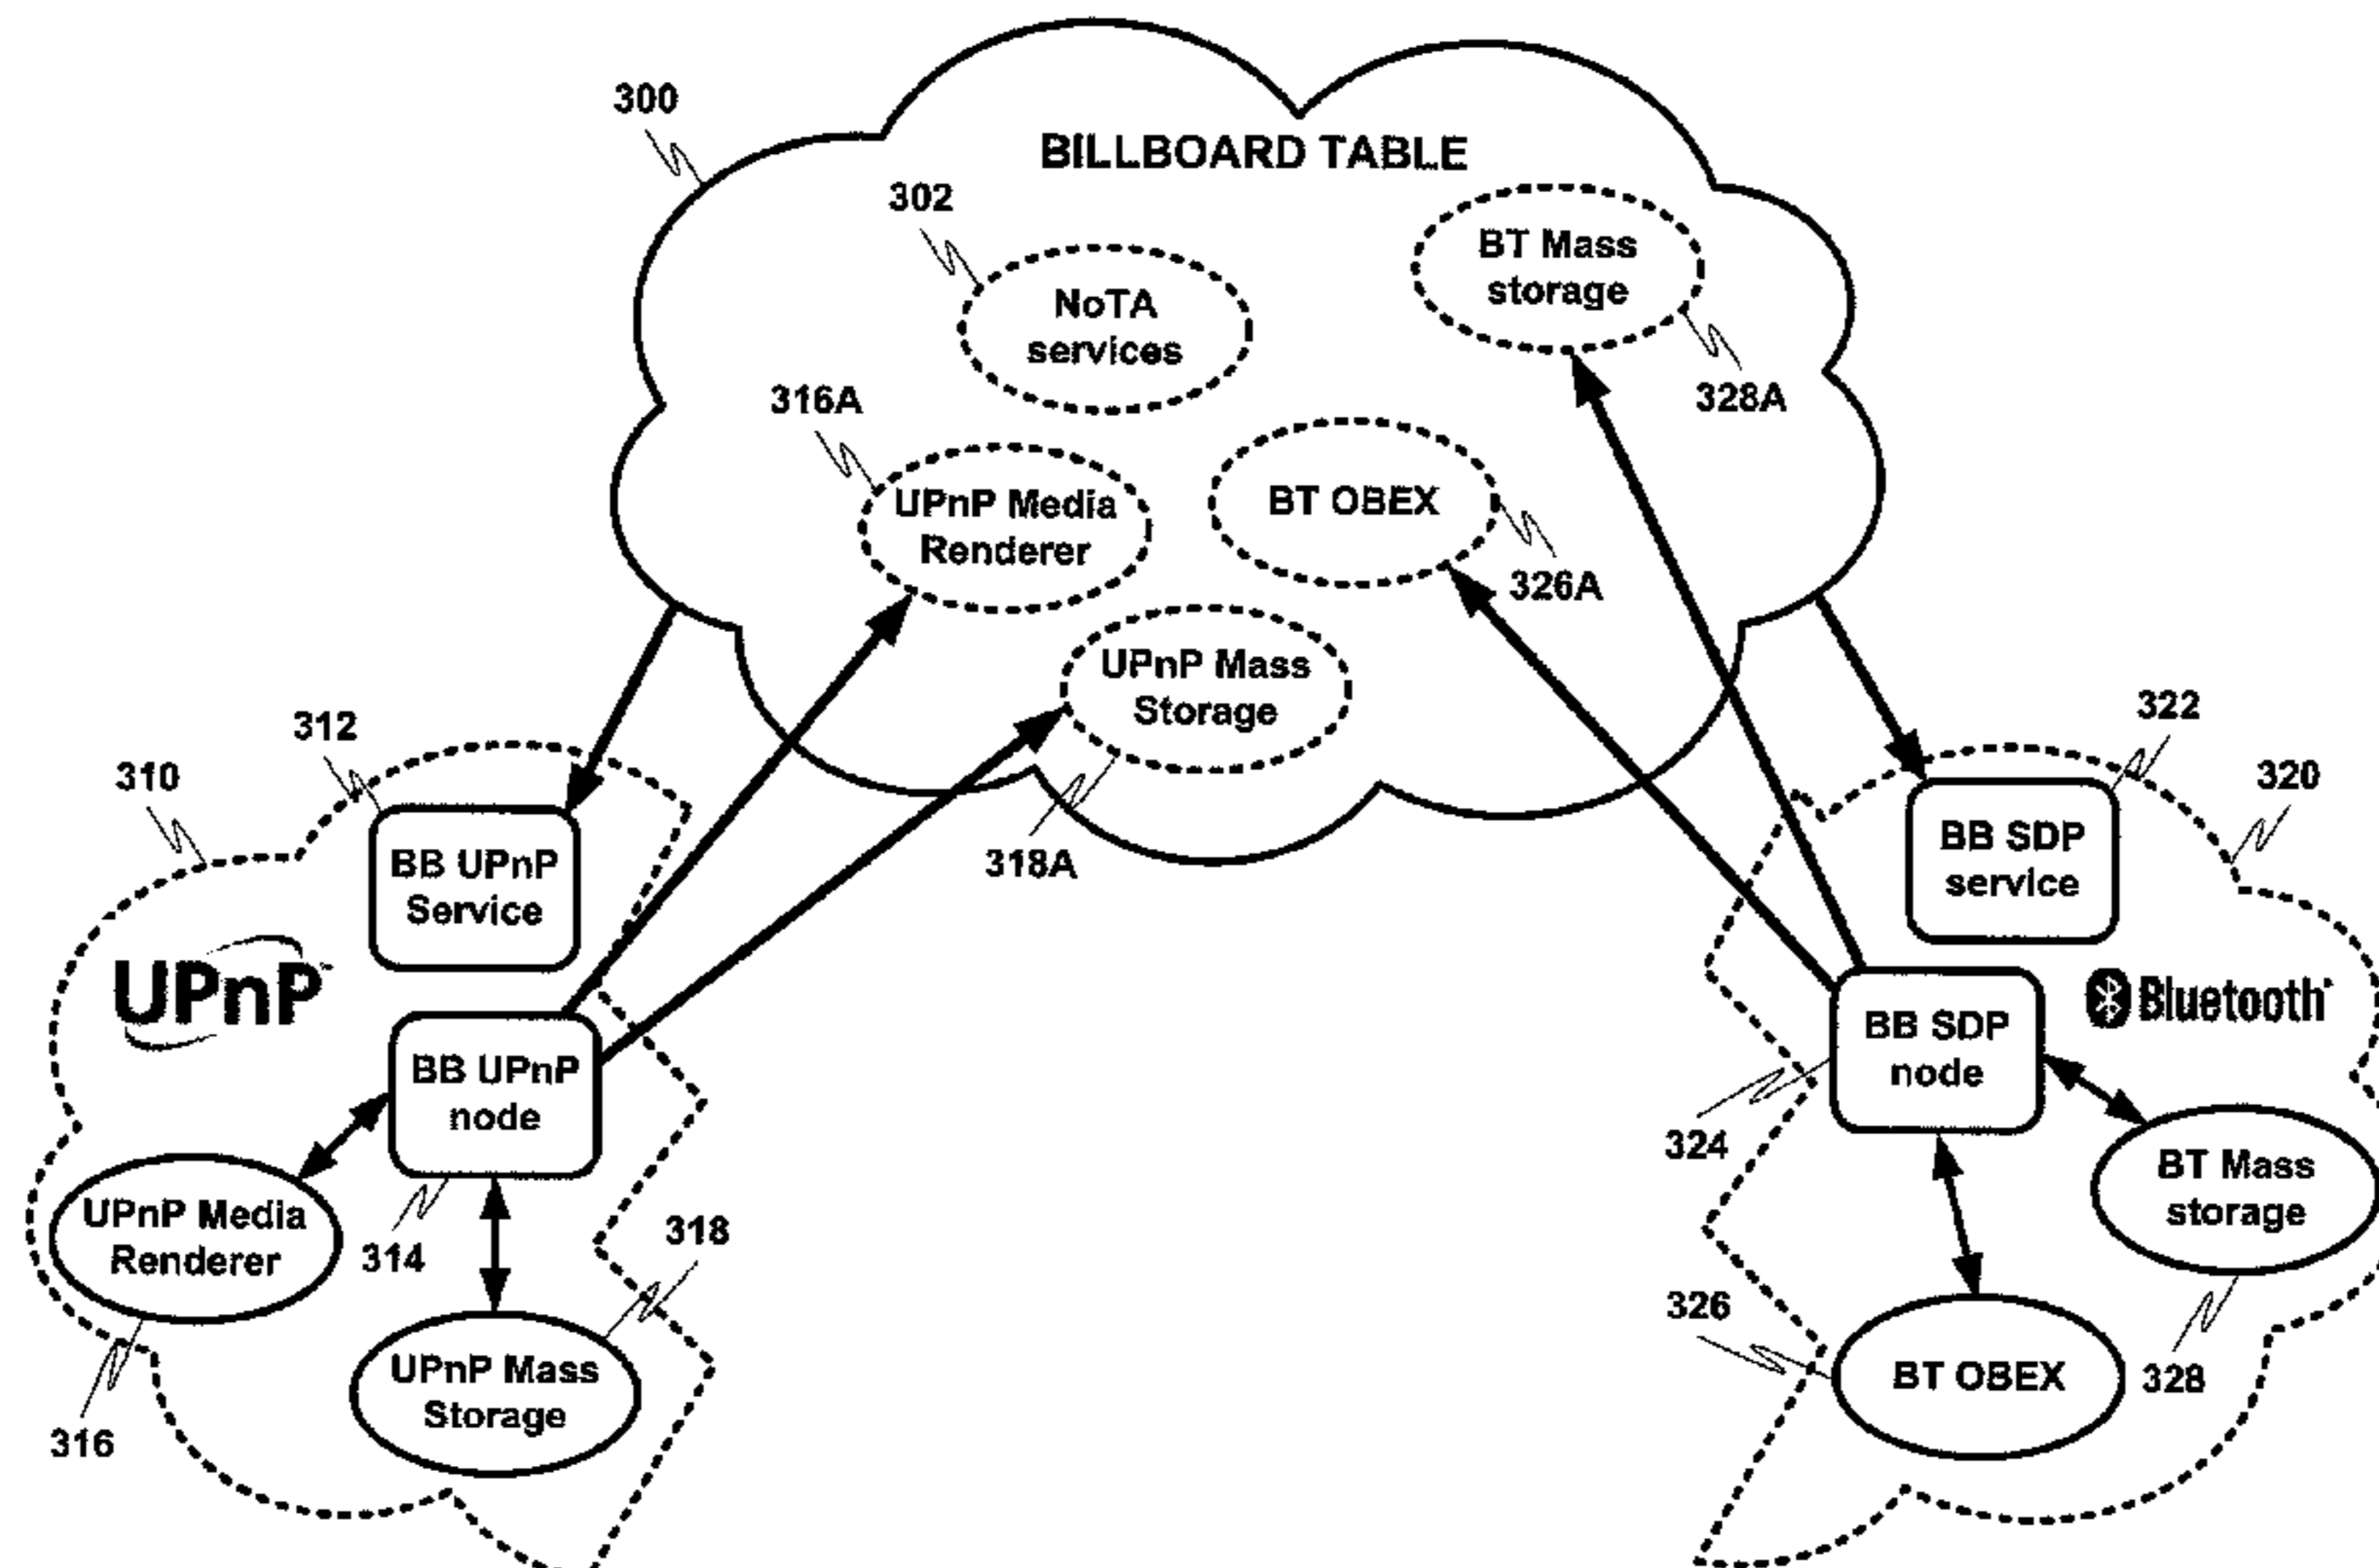 300
BILLBOARD TABLE
302
NoTA
services
BT Mass
storage
328A
316A
UPnP Media
Renderer
BT OBEX
326A
UPnP Mass
Storage
318A
312
310
BB UPnP
Service
UPnP
BB UPnP
node
314
UPnP Media
Renderer
316
318
UPnP Mass
Storage
322
320
BB SDP
service
Bluetooth
BB SDP
node
324
BT Mass
storage
328
326
BT OBEX